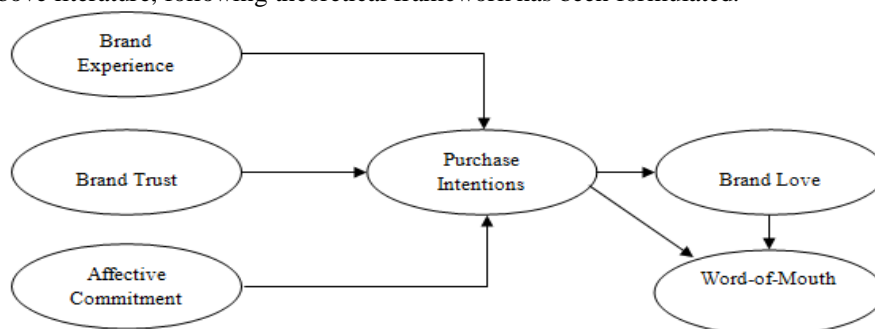 bove literature, following theoretical framework has been formulated.
Brand
Experience
Brand Trust
Purchase
Intentions
Brand Love
Affective
Commitment
Word-of-Mouth